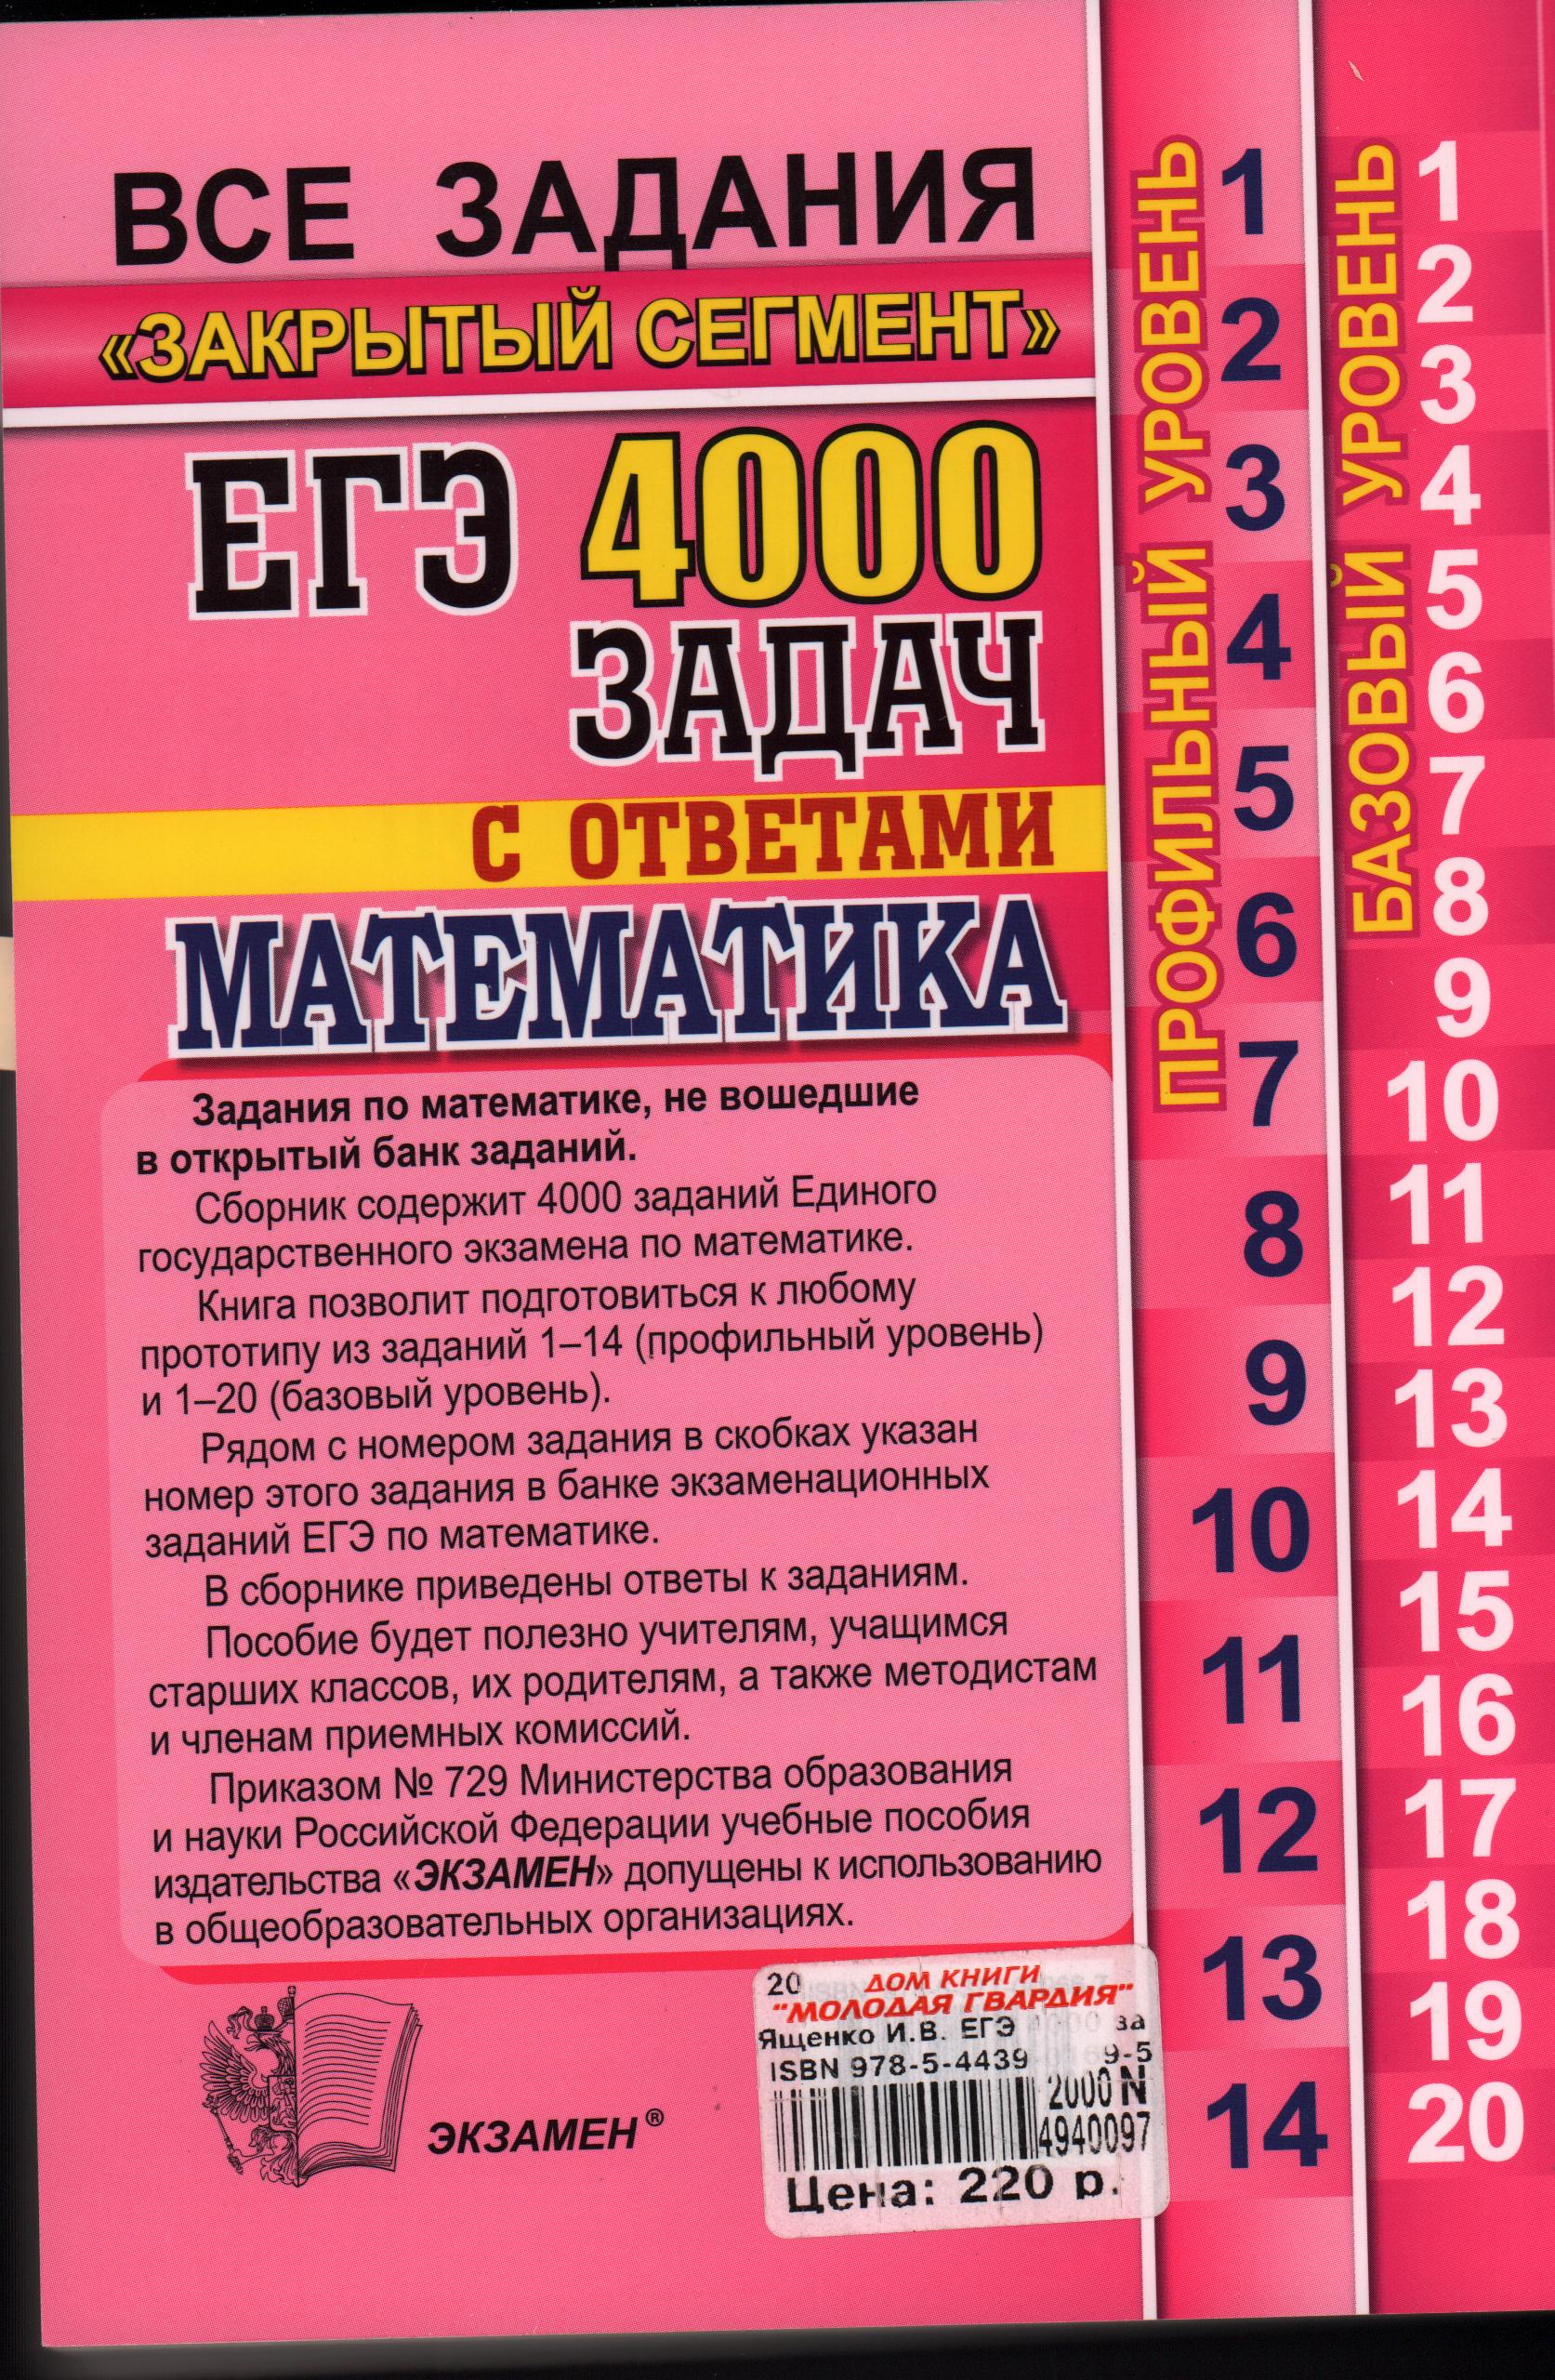 ВСЕ ЗАДАНИЯ
«ЗАКРЫТЫЙ СЕГМЕНТ»
ЕГЭ 4000
ЗАДАЧ
С ОТВЕТАМИ
МАТЕМАТИКА
Задания по математике, не вошедшие
в открытый банк заданий.
Сборник содержит 4000 заданий Единого
государственного экзамена по математике.
Книга позволит подготовиться к любому
прототипу из заданий 1–14 (профильный уровень)
и 1–20 (базовый уровень).
Рядом с номером задания в скобках указан
номер этого задания в банке экзаменационных
заданий ЕГЭ по математике.
В сборнике приведены ответы к заданиям.
Пособие будет полезно учителям, учащимся
старших классов, их родителям, а также методистам
и членам приемных комиссий.
Приказом № 729 Министерства образования
и науки Российской Федерации учебные пособия
издательства «ЭКЗАМЕН» допущены к использованию
в общеобразовательных организациях.
ЭКЗАМЕН®
20 ДОМ КНИГИ
"МОЛОДАЯ ГВАРДИЯ"
Ященко И.В. ЕГЭ за
ISBN 978-5-4439 9-5
2000 N
4940097
Цена: 220 р.
ПРОФИЛЬНЫЙ УРОВЕНЬ
1
2
3
4
5
6
7
8
9
10
11
12
13
14
БАЗОВЫЙ УРОВЕНЬ
1
2
3
4
5
6
7
8
9
10
11
12
13
14
15
16
17
18
19
20